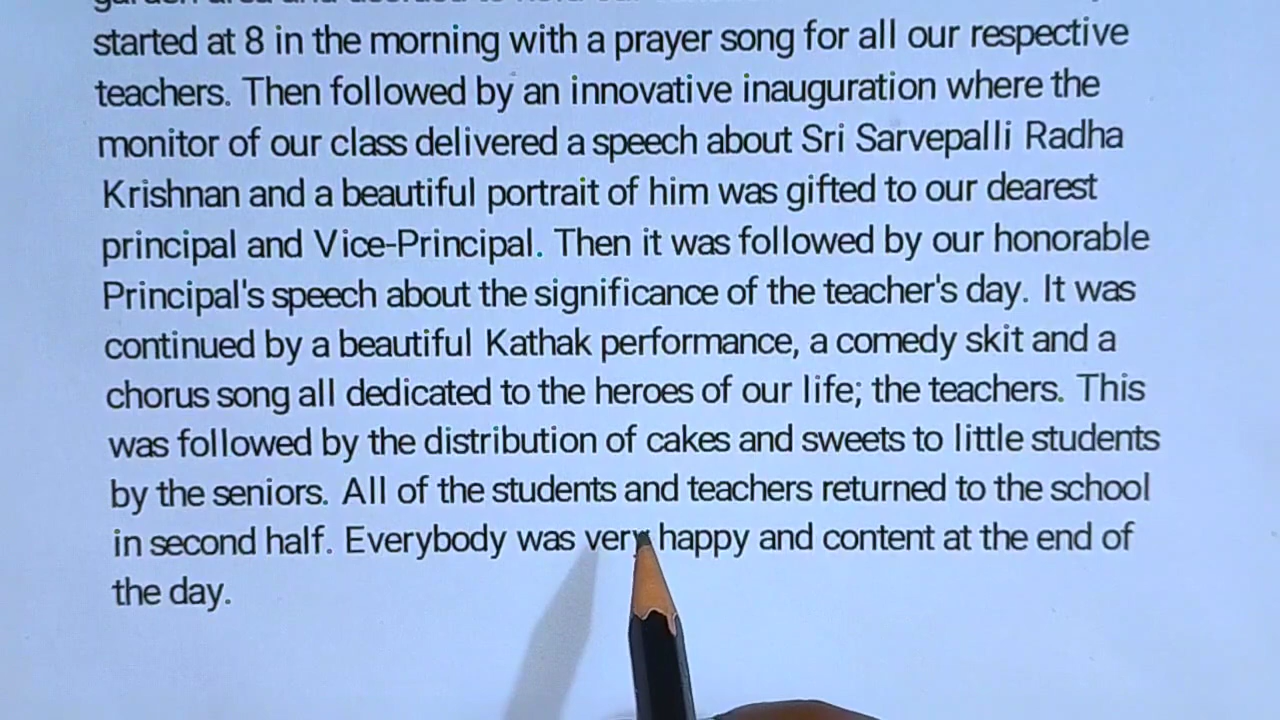 started at 8 in the morning with a prayer song for all our respective
teachers. Then followed by an innovative inauguration where the
monitor of our class delivered a speech about Sri Sarvepalli Radha
Krishnan and a beautiful portrait of him was gifted to our dearest
principal and Vice-Principal. Then it was followed by our honorable
Principal's speech about the significance of the teacher's day. It was
continued by a beautiful Kathak performance, a comedy skit and a
chorus song all dedicated to the heroes of our life; the teachers. This
was followed by the distribution of cakes and sweets to little students
by the seniors. All of the students and teachers returned to the school
in second half. Everybody was very happy and content at the end of
the day.